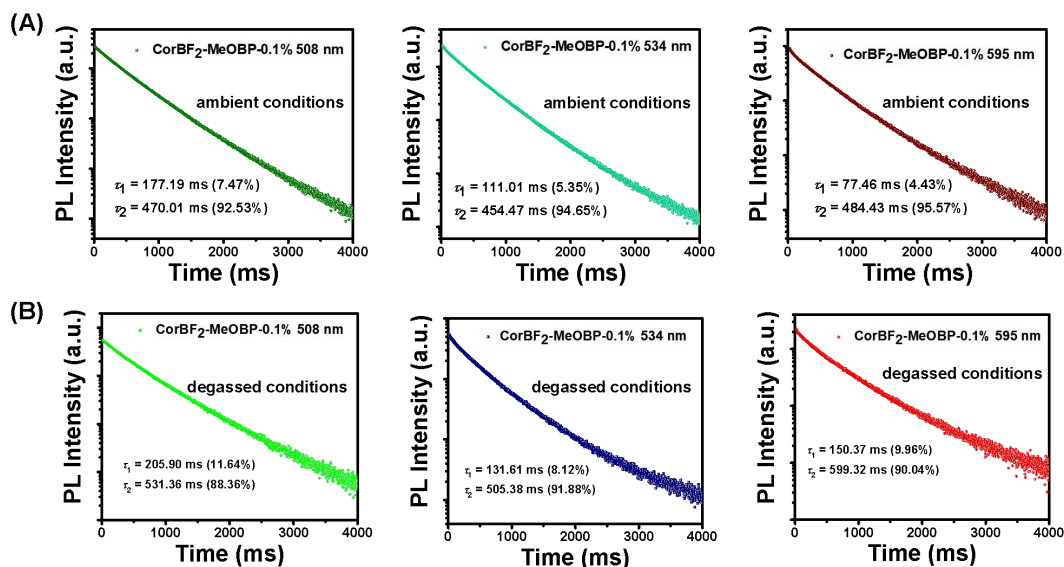 (A)
PL Intensity (a.u.)
CorBF2-MeOBP-0.1% 508 nm
ambient conditions
τ1 = 177.19 ms (7.47%)
τ2 = 470.01 ms (92.53%)
0 1000 2000 3000 4000
Time (ms)
PL Intensity (a.u.)
CorBF2-MeOBP-0.1% 534 nm
ambient conditions
τ1 = 111.01 ms (5.35%)
τ2 = 454.47 ms (94.65%)
0 1000 2000 3000 4000
Time (ms)
PL Intensity (a.u.)
CorBF2-MeOBP-0.1% 595 nm
ambient conditions
τ1 = 77.46 ms (4.43%)
τ2 = 484.43 ms (95.57%)
0 1000 2000 3000 4000
Time (ms)
(B)
PL Intensity (a.u.)
CorBF2-MeOBP-0.1% 508 nm
degassed conditions
τ1 = 205.90 ms (11.64%)
τ2 = 531.36 ms (88.36%)
0 1000 2000 3000 4000
Time (ms)
PL Intensity (a.u.)
CorBF2-MeOBP-0.1% 534 nm
degassed conditions
τ1 = 131.61 ms (8.12%)
τ2 = 505.38 ms (91.88%)
0 1000 2000 3000 4000
Time (ms)
PL Intensity (a.u.)
CorBF2-MeOBP-0.1% 595 nm
degassed conditions
τ1 = 150.37 ms (9.96%)
τ2 = 599.32 ms (90.04%)
0 1000 2000 3000 4000
Time (ms)